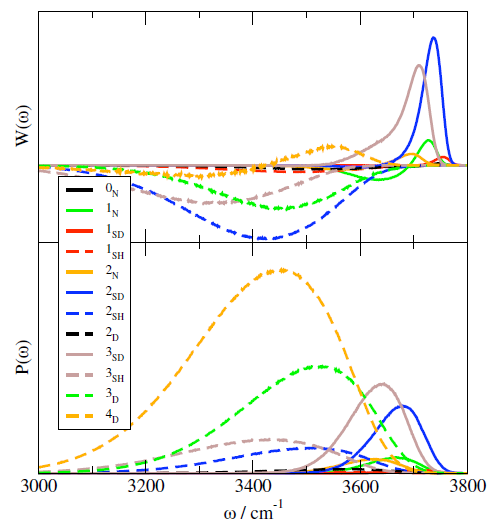 W(ω)
0N
1N
1SD
1SH
2N
2SD
2SH
2D
3SD
3SH
3D
4D
P(ω)
3000 3200 3400 3600 3800
ω / cm-1